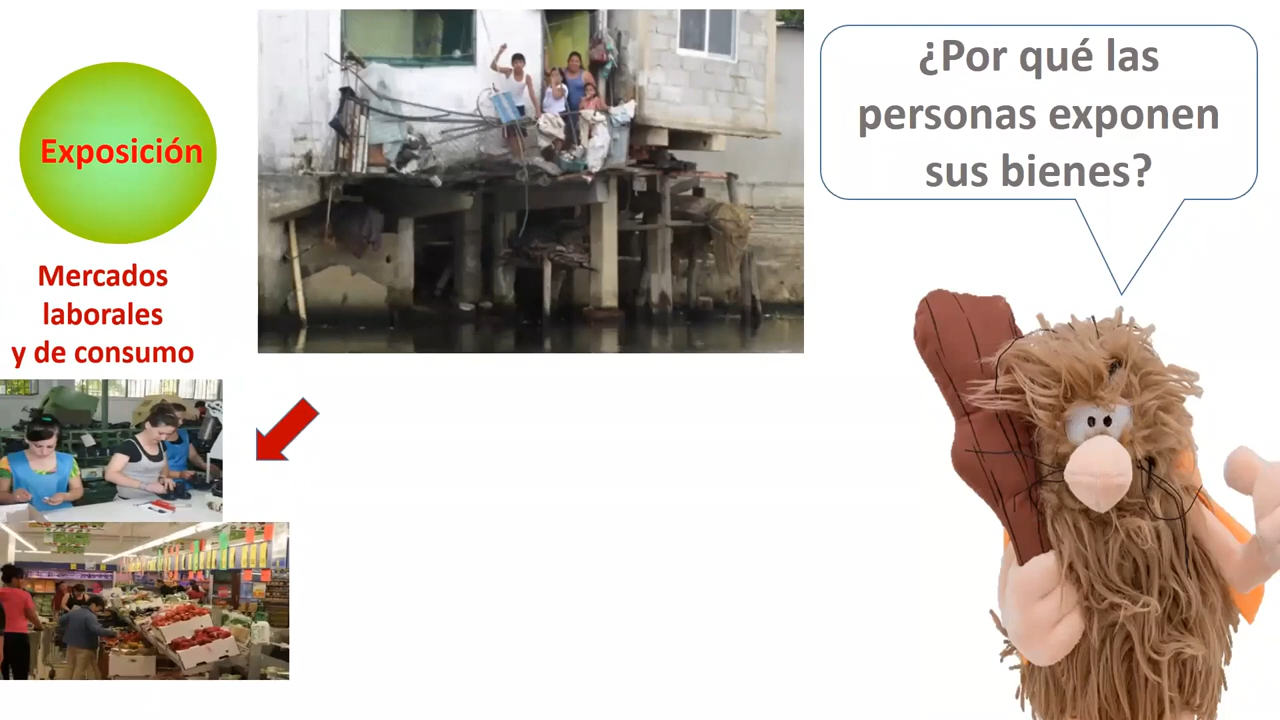 Exposición
Mercados
laborales
y de consumo
¿Por qué las
personas exponen
sus bienes?